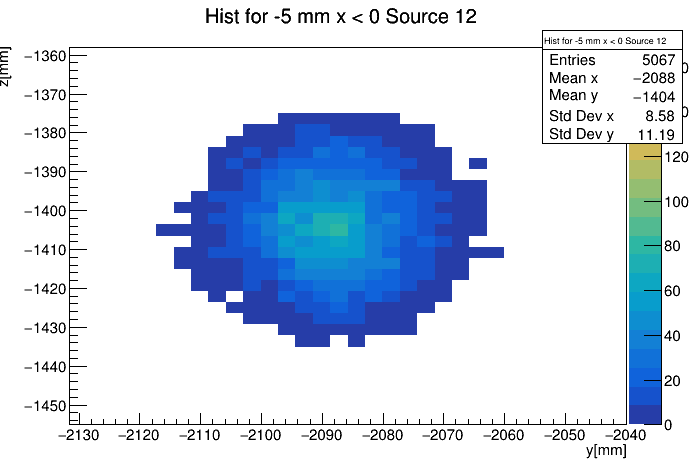 Hist for -5 mm x < 0 Source 12
Hist for -5 mm x < 0 Source 12
Entries 5067
Mean x −2088
Mean y −1404
Std Dev x 8.58
Std Dev y 11.19
z[mm]
−1360
−1370
−1380
−1390
−1400
−1410
−1420
−1430
−1440
−1450
−2130 −2120 −2110 −2100 −2090 −2080 −2070 −2060 −2050 −2040
y[mm]
120
100
80
60
40
20
0